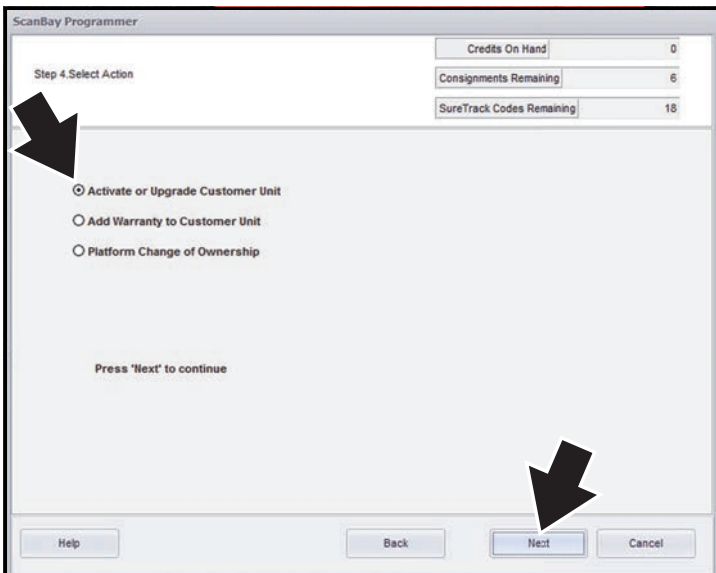 ScanBay Programmer
Credits On Hand 0
Step 4.Select Action
Consignments Remaining 6
SureTrack Codes Remaining 18
Activate or Upgrade Customer Unit
Add Warranty to Customer Unit
Platform Change of Ownership
Press 'Next' to continue
Help Back Next Cancel